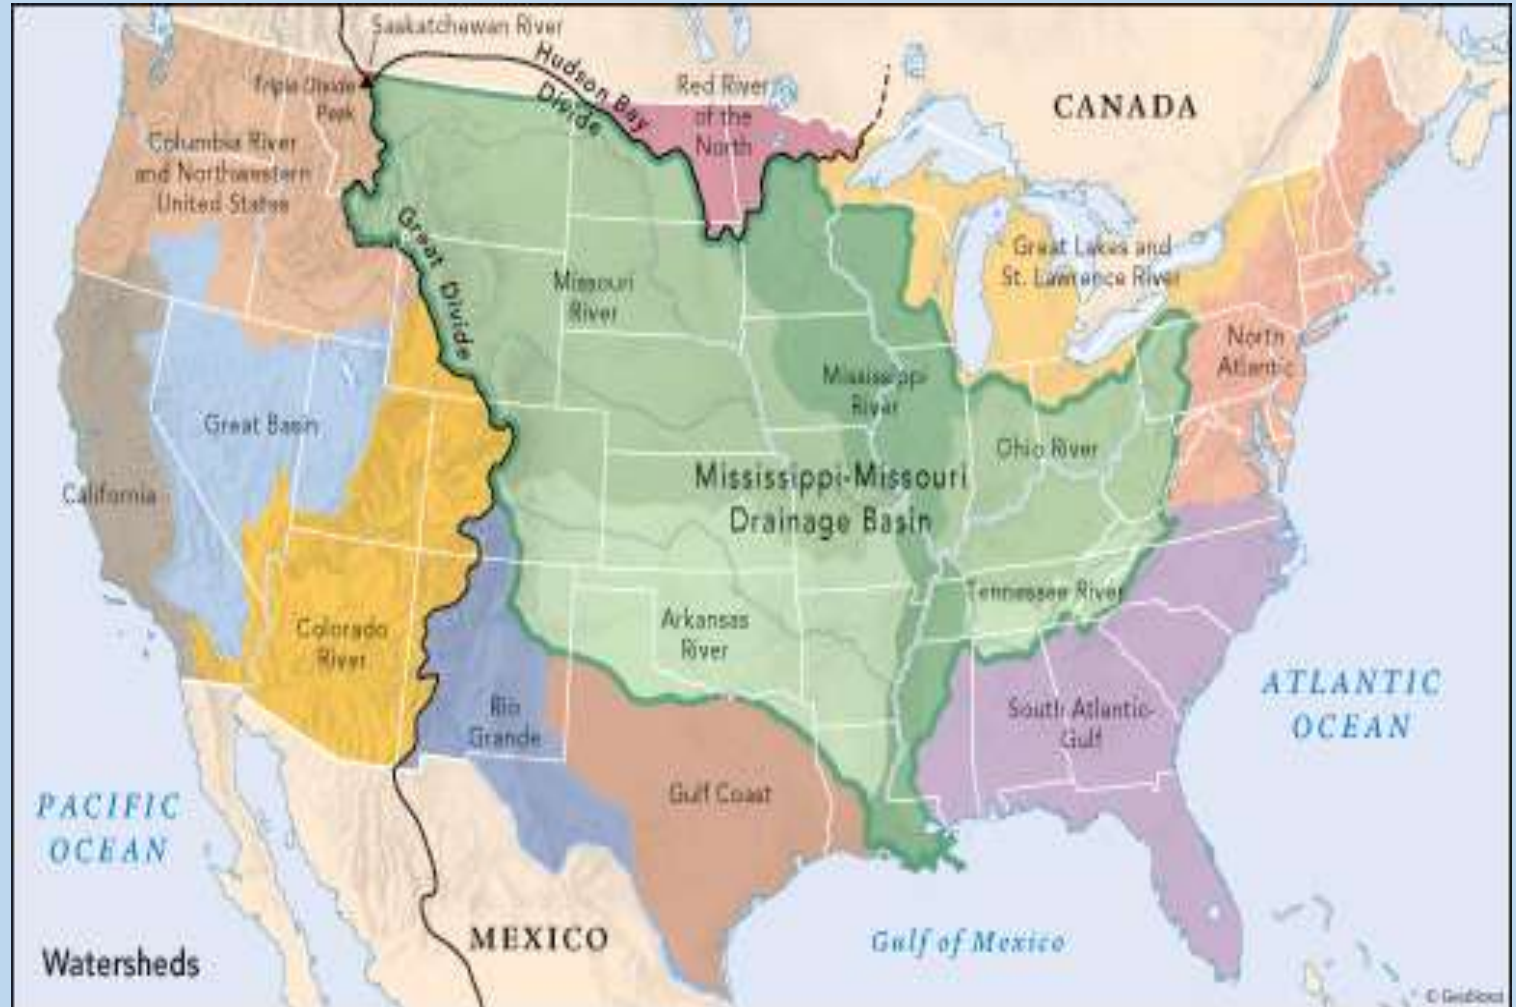 Saskatchewan River
Hudson Bay
Divide
Triple Divide
Peak
Red River
of the
North
CANADA
Columbia River
and Northwestern
United States
Great Divide
Great Lakes and
St. Lawrence River
Missouri
River
North
Atlantic
Mississippi
River
Great Basin
Ohio River
California
Mississippi-Missouri
Drainage Basin
Tennessee River
Arkansas
River
Colorado
River
ATLANTIC
OCEAN
Rio
Grande
South Atlantic-
Gulf
Gulf Coast
PACIFIC
OCEAN
MEXICO
Gulf of Mexico
Watersheds